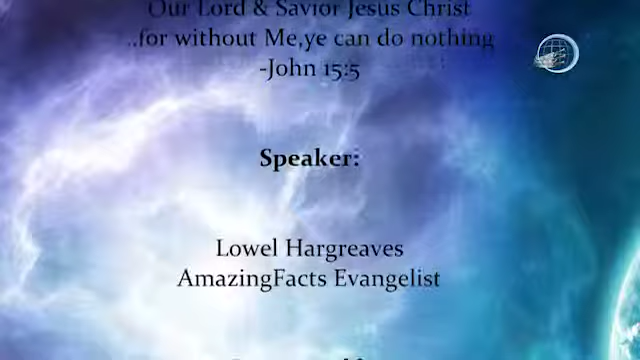 Our Lord & Savior Jesus Christ
..for without Me,ye can do nothing
-John 15:5
Speaker:
Lowel Hargreaves
AmazingFacts Evangelist